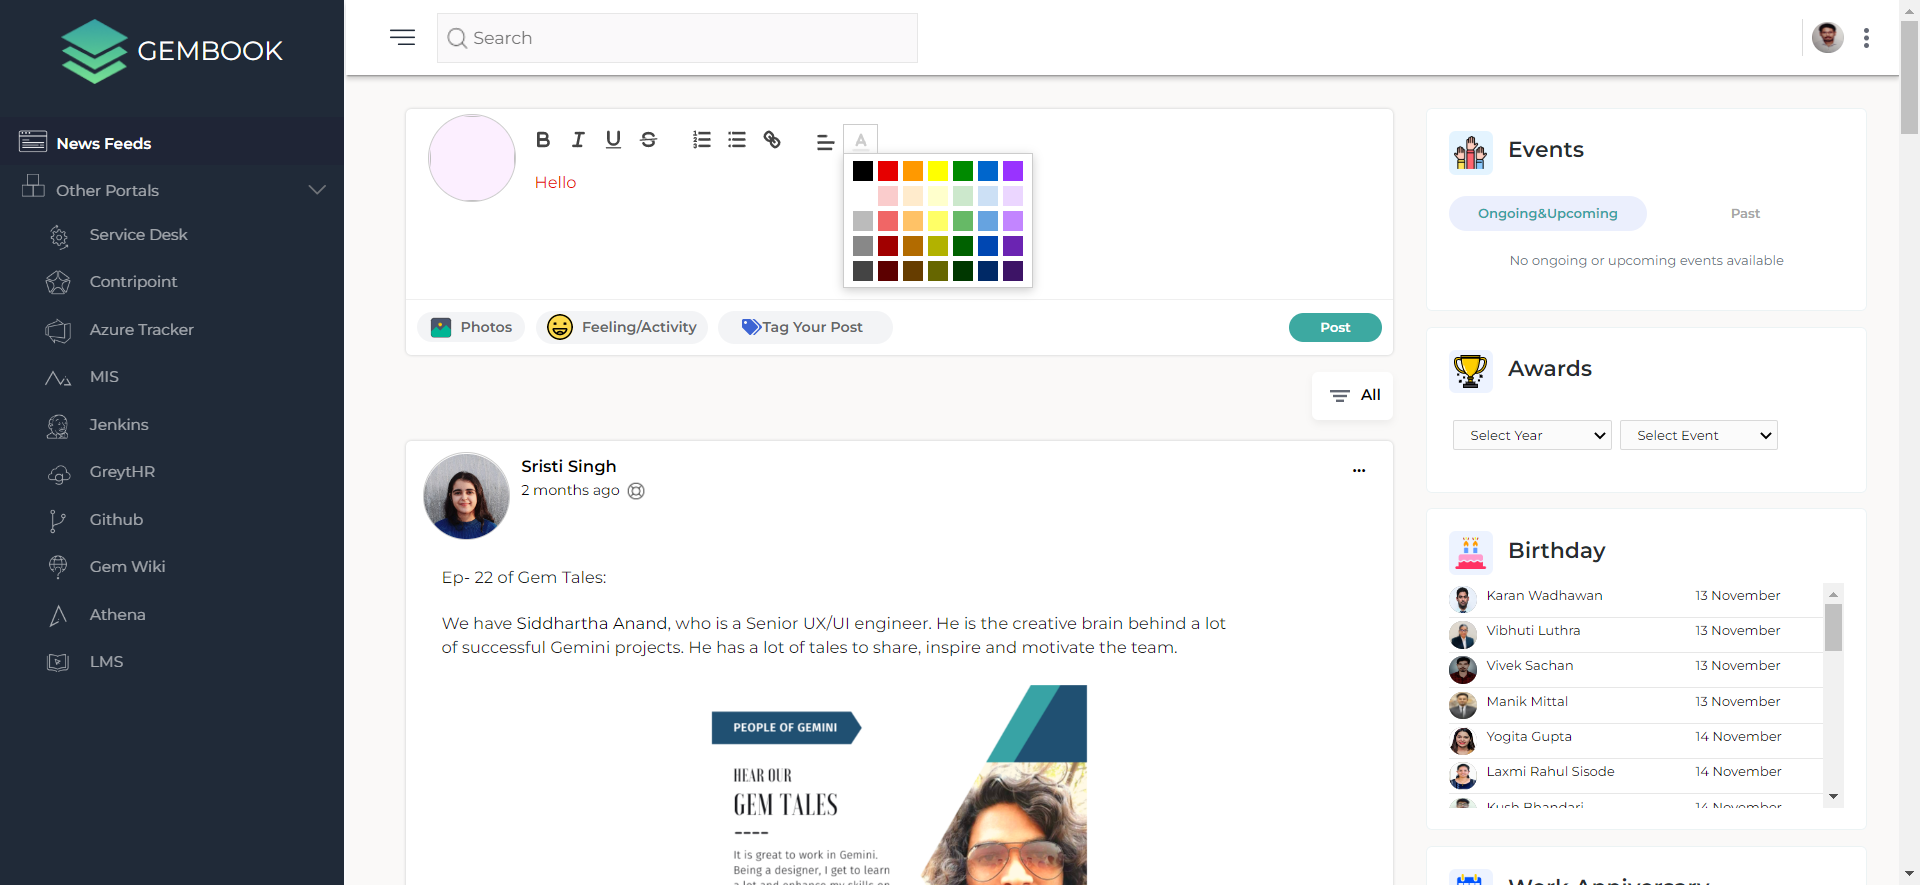 GEMBOOK
Search
News Feeds
Other Portals
Service Desk
Contripoint
Azure Tracker
MIS
Jenkins
GreytHR
Github
Gem Wiki
Athena
LMS
B I U S A
Hello
Photos
Feeling/Activity
Tag Your Post
Post
All
Sristi Singh
2 months ago
Ep- 22 of Gem Tales:
We have Siddhartha Anand, who is a Senior UX/UI engineer. He is the creative brain behind a lot
of successful Gemini projects. He has a lot of tales to share, inspire and motivate the team.
PEOPLE OF GEMINI
HEAR OUR
GEM TALES
It is great to work in Gemini.
Being a designer, I get to learn
a lot and enhance my skills on
Events
Ongoing&Upcoming Past
No ongoing or upcoming events available
Awards
Select Year Select Event
Birthday
Karan Wadhawan 13 November
Vibhuti Luthra 13 November
Vivek Sachan 13 November
Manik Mittal 13 November
Yogita Gupta 14 November
Laxmi Rahul Sisode 14 November
Kush Bhandari 14 November
Work Anniversary